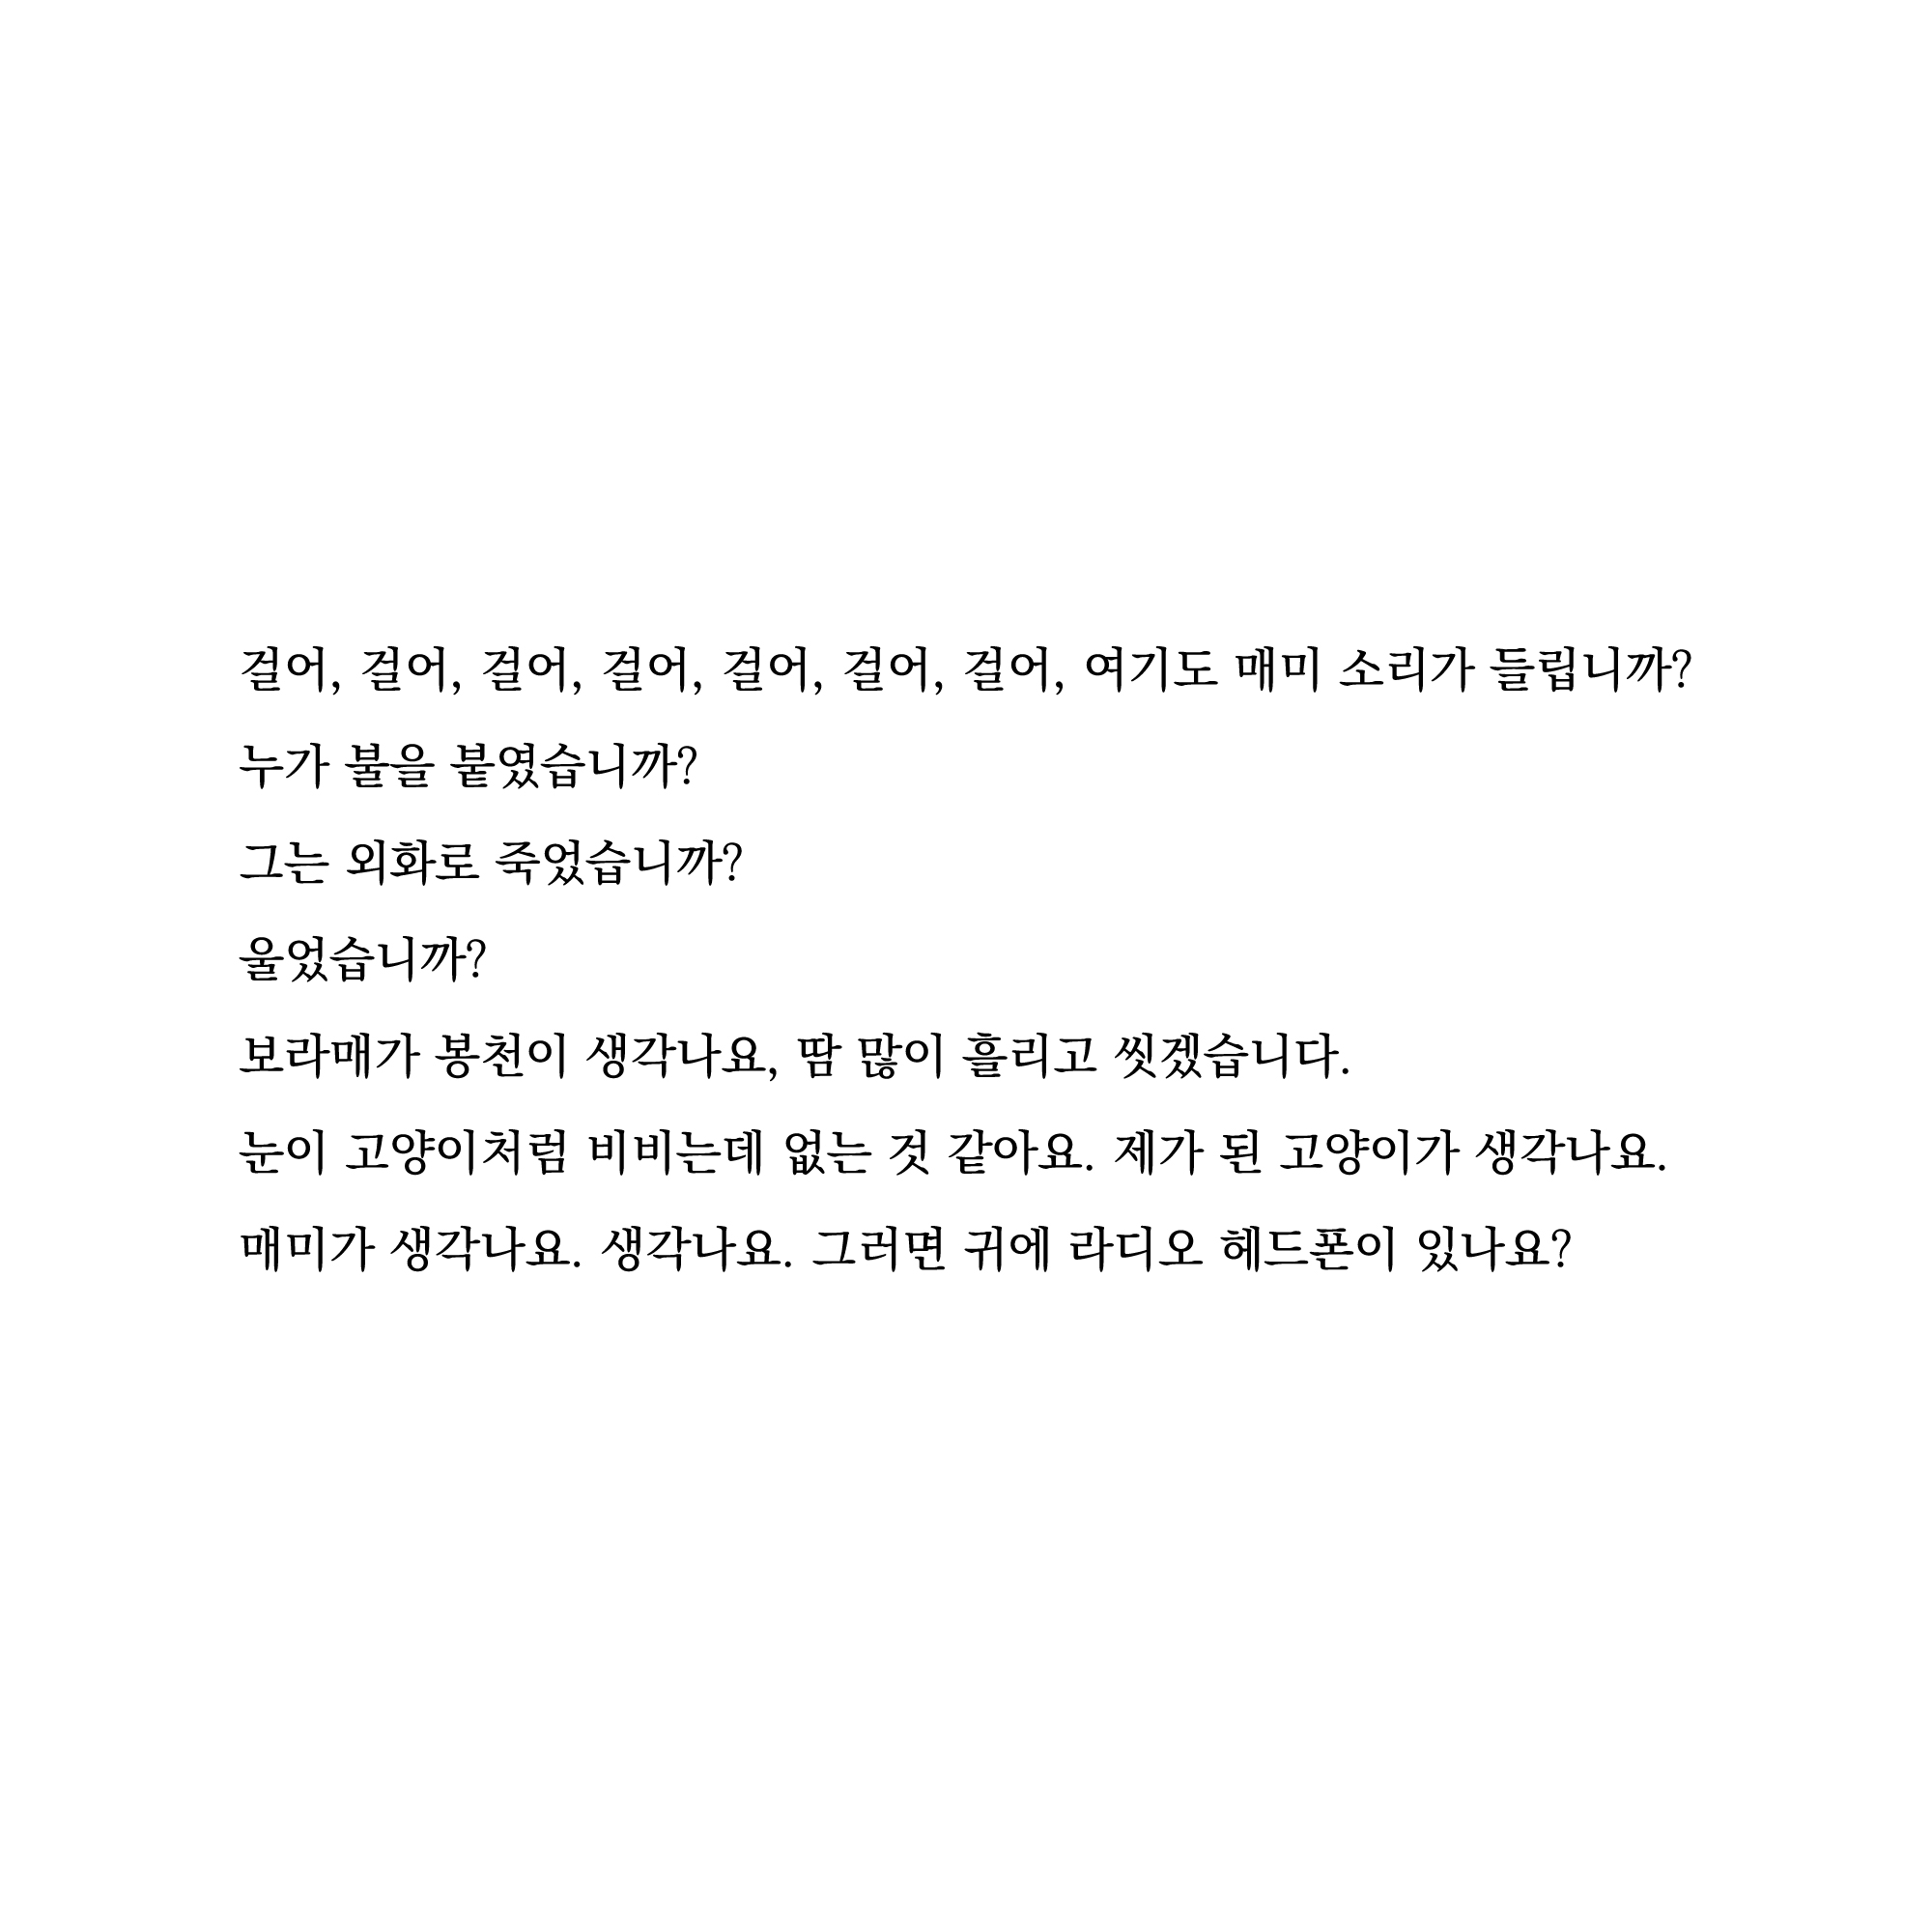 걸어, 걸어, 걸어, 걸어, 걸어, 걸어, 걸어, 여기도 매미 소리가 들립니까?
누가 불을 붙였습니까?
그는 외화로 죽었습니까?
울었습니까?
보라매가 봉천이 생각나요, 땀 많이 흘리고 씻겠습니다.
눈이 고양이처럼 비비는데 없는 것 같아요. 제가 된 고양이가 생각나요.
매미가 생각나요. 생각나요. 그러면 귀에 라디오 헤드폰이 있나요?